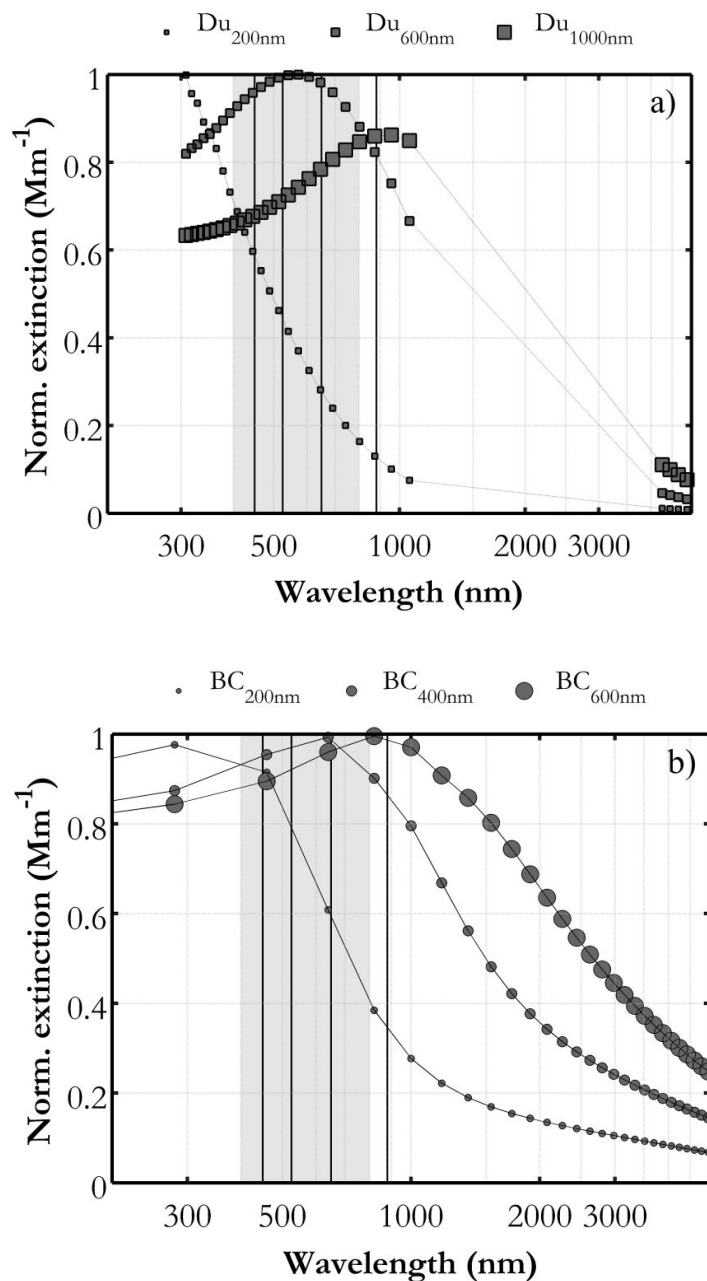 Du200nm Du600nm Du1000nm
a)
1
0.8
0.6
0.4
0.2
0
Norm. extinction (Mm-1)
300 500 1000 2000 3000
Wavelength (nm)
BC200nm BC400nm BC600nm
b)
1
0.8
0.6
0.4
0.2
0
Norm. extinction (Mm-1)
300 500 1000 2000 3000
Wavelength (nm)